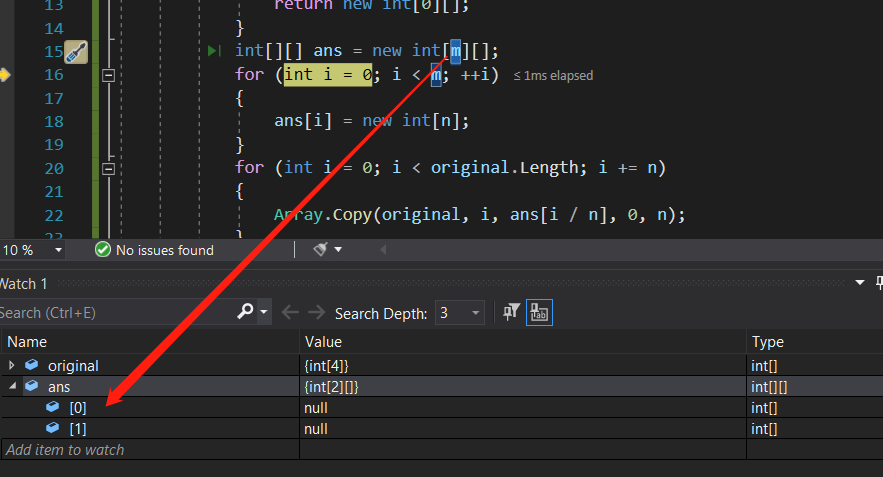 13 return new int[0][];
14 }
15 int[][] ans = new int[m][];
16 for (int i = 0; i < m; ++i) ≤ 1ms elapsed
17 {
18 ans[i] = new int[n];
19 }
20 for (int i = 0; i < original.Length; i += n)
21 {
22 Array.Copy(original, i, ans[i / n], 0, n);
23 }
10 % No issues found
Watch 1
Search (Ctrl+E) Search Depth: 3
Name Value Type
original {int[4]} int[]
ans {int[2][]} int[][]
[0] null int[]
[1] null int[]
Add item to watch